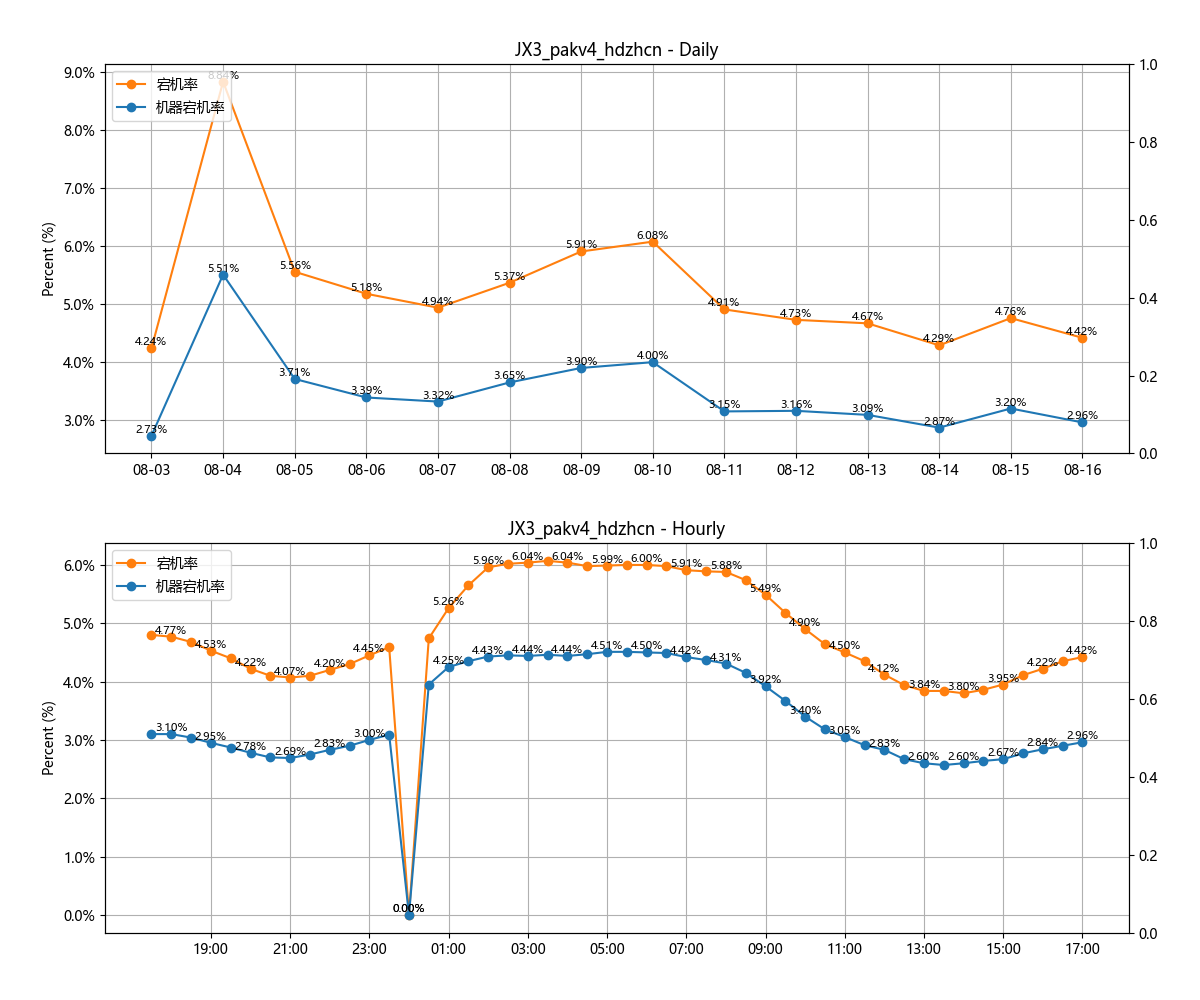 JX3_pakv4_hdzhcn - Daily
宕机率
机器宕机率
Percent (%)
9.0%
8.0%
7.0%
6.0%
5.0%
4.0%
3.0%
1.0
0.8
0.6
0.4
0.2
0.0
4.24% 8.84% 5.56% 5.18% 4.94% 5.37% 5.91% 6.08% 4.91% 4.73% 4.67% 4.29% 4.76% 4.42%
2.73% 5.51% 3.71% 3.39% 3.32% 3.65% 3.90% 4.00% 3.15% 3.16% 3.09% 2.87% 3.20% 2.96%
08-03 08-04 08-05 08-06 08-07 08-08 08-09 08-10 08-11 08-12 08-13 08-14 08-15 08-16
JX3_pakv4_hdzhcn - Hourly
宕机率
机器宕机率
Percent (%)
6.0%
5.0%
4.0%
3.0%
2.0%
1.0%
0.0%
1.0
0.8
0.6
0.4
0.2
0.0
4.77% 4.53% 4.22% 4.07% 4.20% 4.45% 0.00% 5.26% 5.96% 6.04% 6.04% 5.99% 6.00% 5.91% 5.88% 5.49% 4.90% 4.50% 4.12% 3.84% 3.80% 3.95% 4.22% 4.42%
3.10% 2.95% 2.78% 2.69% 2.83% 3.00% 0.00% 4.25% 4.43% 4.44% 4.44% 4.51% 4.50% 4.42% 4.31% 3.92% 3.40% 3.05% 2.83% 2.60% 2.60% 2.67% 2.84% 2.96%
19:00 21:00 23:00 01:00 03:00 05:00 07:00 09:00 11:00 13:00 15:00 17:00